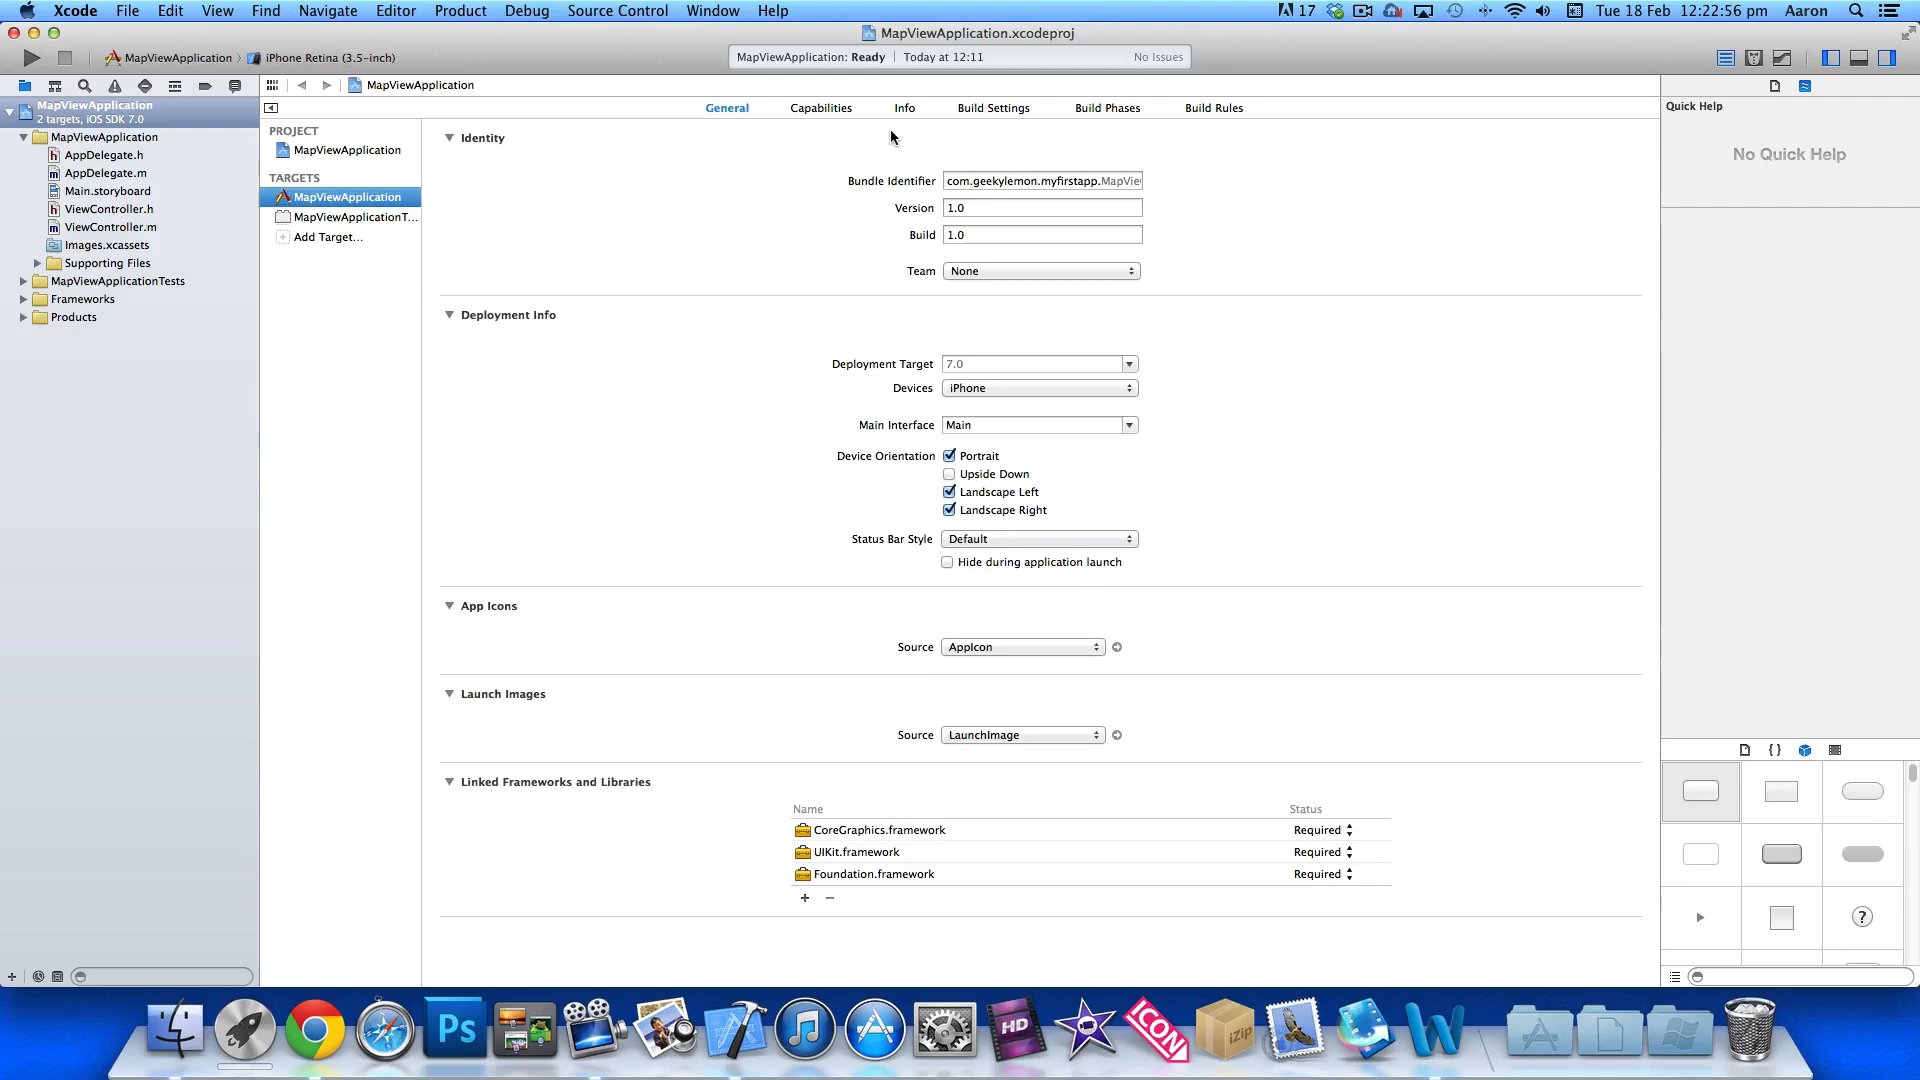 Xcode File Edit View Find Navigate Editor Product Debug Source Control Window Help 17 Tue 18 Feb 12:22:56 pm Aaron
MapViewApplication.xcodeproj
MapViewApplication iPhone Retina (3.5-inch) MapViewApplication: Ready Today at 12:11 No Issues
MapViewApplication
2 targets, iOS SDK 7.0
MapViewApplication
AppDelegate.h
AppDelegate.m
Main.storyboard
ViewController.h
ViewController.m
Images.xcassets
Supporting Files
MapViewApplicationTests
Frameworks
Products
MapViewApplication
General Capabilities Info Build Settings Build Phases Build Rules
PROJECT
MapViewApplication
TARGETS
MapViewApplication
MapViewApplicationT...
Add Target...
Identity
Bundle Identifier com.geekylemon.myfirstapp.MapVie
Version 1.0
Build 1.0
Team None
Deployment Info
Deployment Target 7.0
Devices iPhone
Main Interface Main
Device Orientation Portrait
Upside Down
Landscape Left
Landscape Right
Status Bar Style Default
Hide during application launch
App Icons
Source AppIcon
Launch Images
Source LaunchImage
Linked Frameworks and Libraries
Name Status
CoreGraphics.framework Required
UIKit.framework Required
Foundation.framework Required
Quick Help
No Quick Help
{ }
?
Ps
HD
ICON
iZip
W